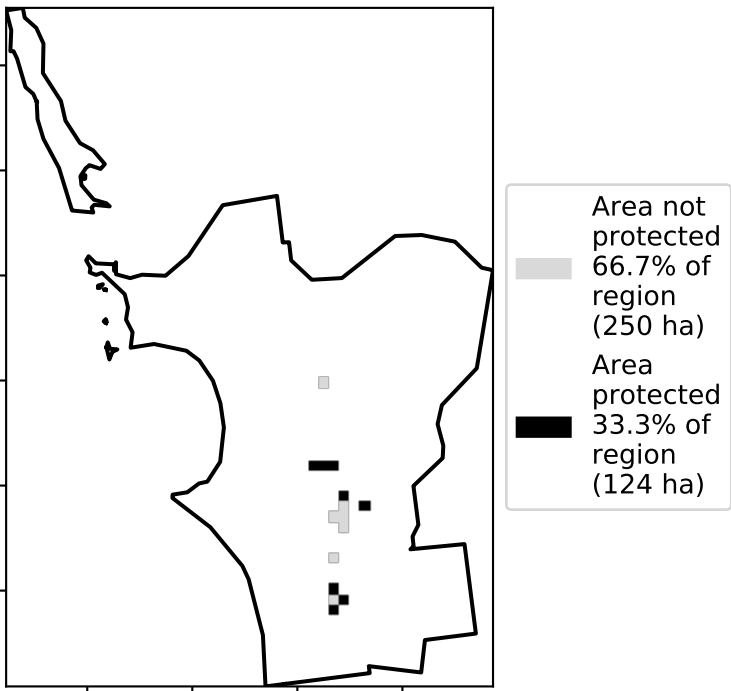 Area not
protected
66.7% of
region
(250 ha)
Area
protected
33.3% of
region
(124 ha)